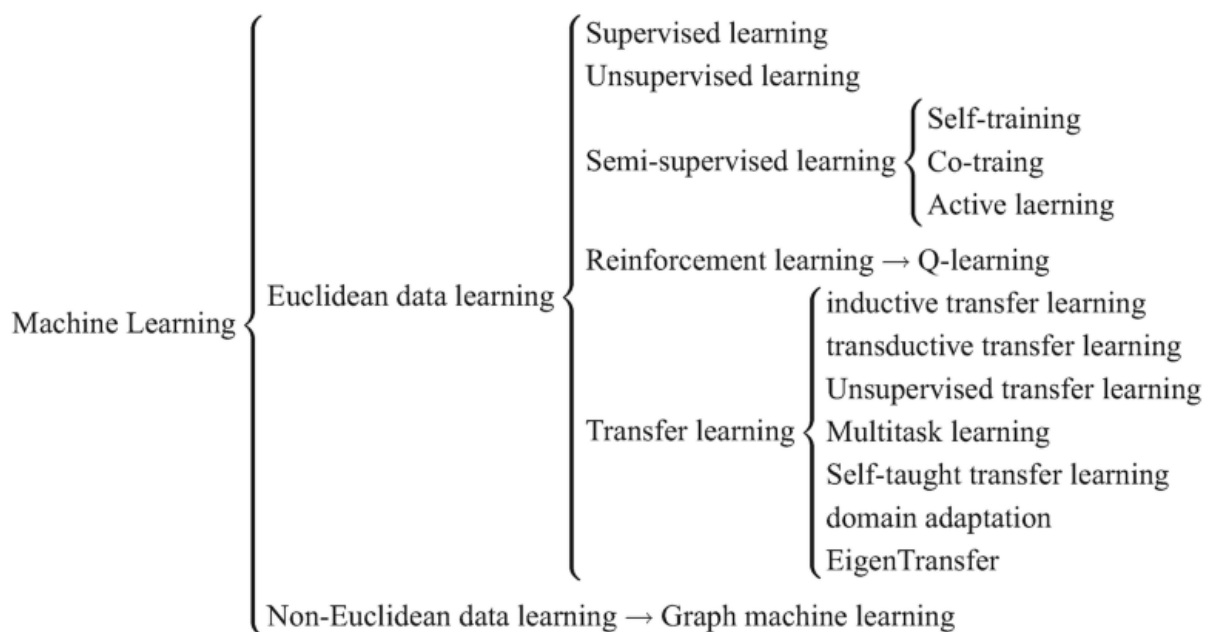 Supervised learning
Unsupervised learning
Self-training
Semi-supervised learning
Co-traing
Active laerning
Reinforcement learning → Q-learning
Machine Learning
Euclidean data learning
inductive transfer learning
transductive transfer learning
Unsupervised transfer learning
Transfer learning
Multitask learning
Self-taught transfer learning
domain adaptation
EigenTransfer
Non-Euclidean data learning → Graph machine learning